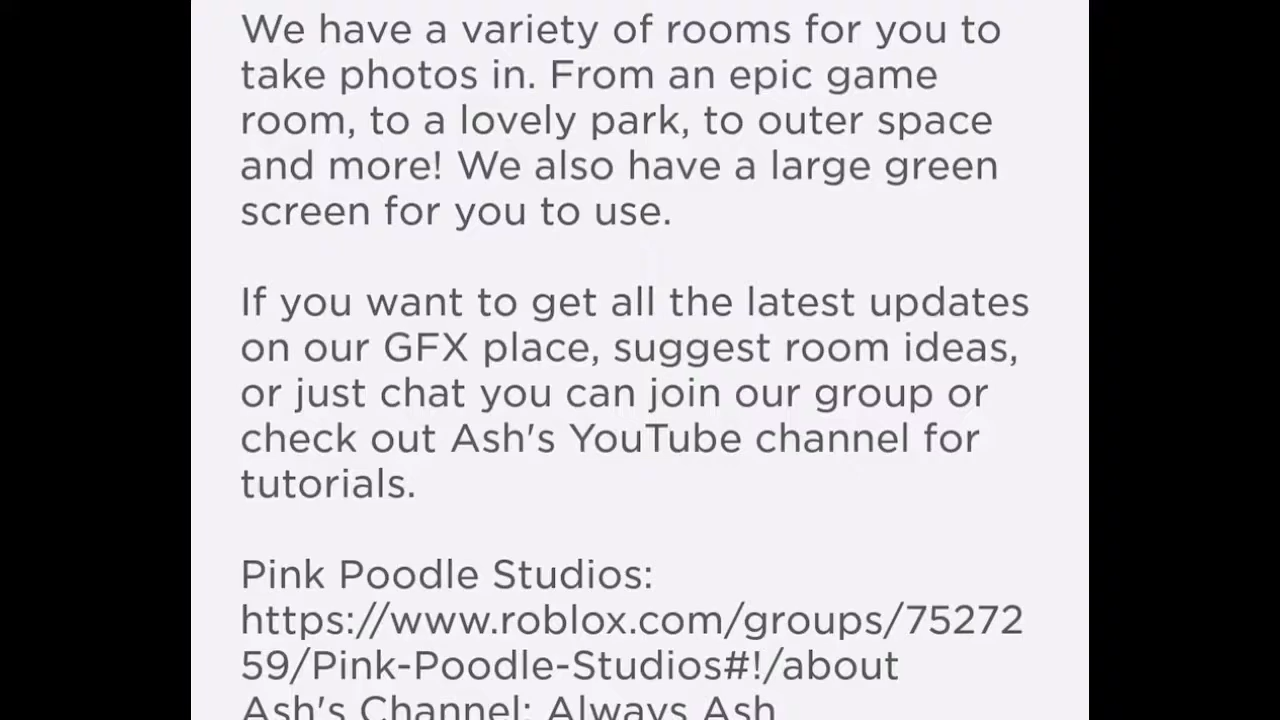 We have a variety of rooms for you to
take photos in. From an epic game
room, to a lovely park, to outer space
and more! We also have a large green
screen for you to use.
If you want to get all the latest updates
on our GFX place, suggest room ideas,
or just chat you can join our group or
check out Ash's YouTube channel for
tutorials.
Pink Poodle Studios:
https://www.roblox.com/groups/75272
59/Pink-Poodle-Studios#!/about
Ash's Channel: Always Ash